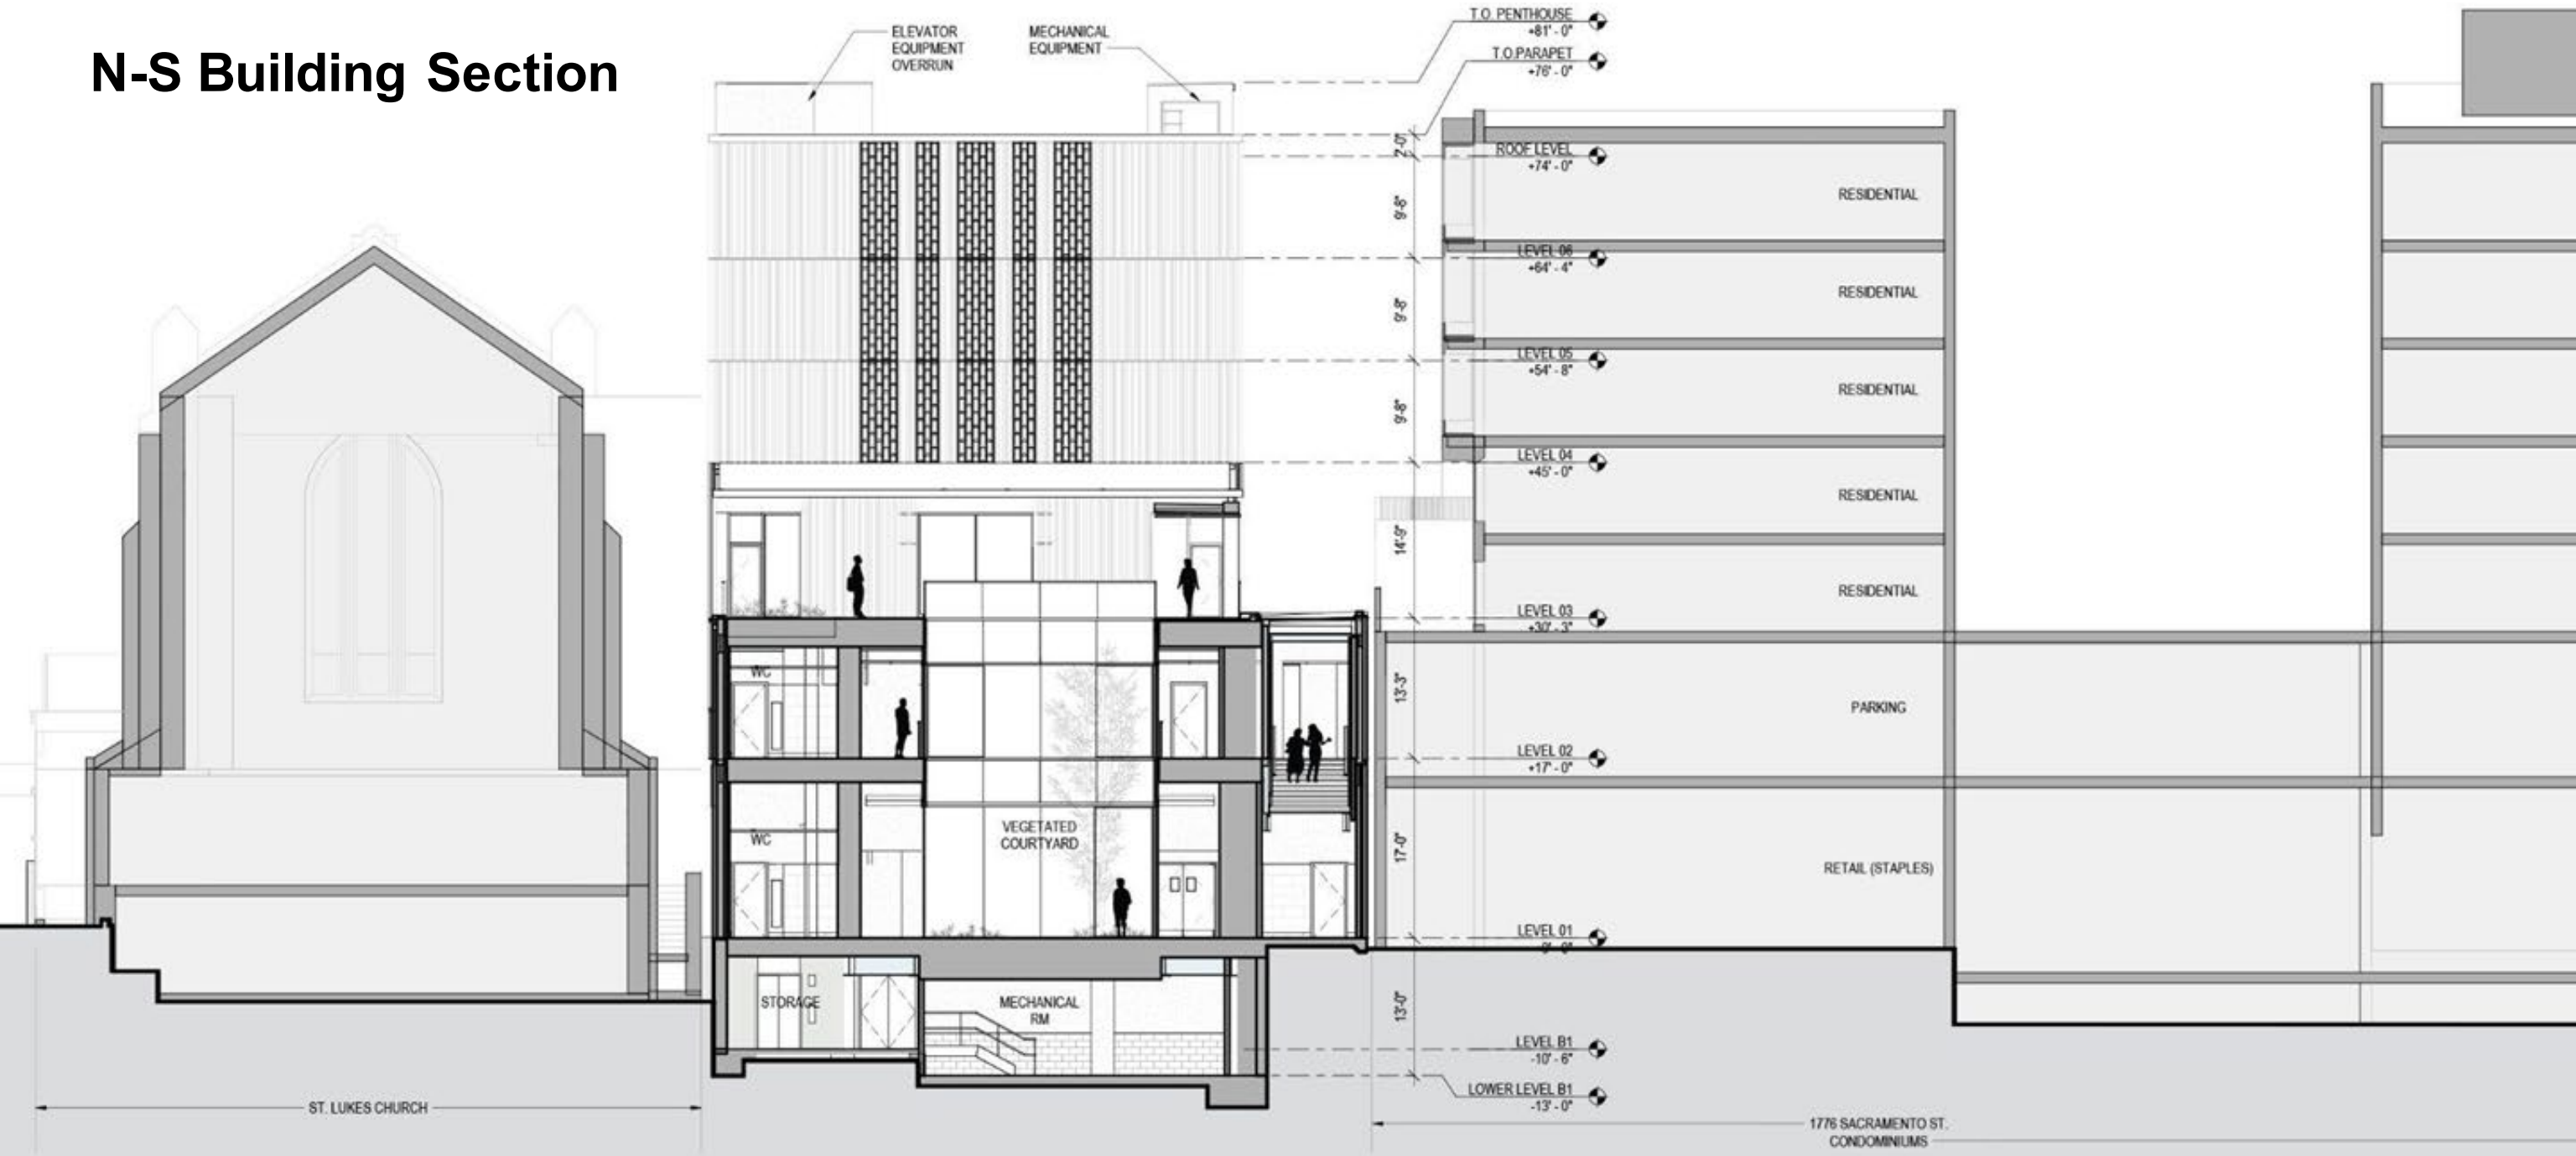 N-S Building Section
ELEVATOR
EQUIPMENT
OVERRUN
MECHANICAL
EQUIPMENT
T.O. PENTHOUSE
+81' - 0"
T.O.PARAPET
+76' - 0"
2'-0"
ROOF LEVEL
+74' - 0"
9'-8"
RESIDENTIAL
LEVEL 06
+64' - 4"
9'-8"
RESIDENTIAL
LEVEL 05
+54' - 8"
9'-8"
RESIDENTIAL
LEVEL 04
+45' - 0"
14'-9"
RESIDENTIAL
RESIDENTIAL
LEVEL 03
+30' - 3"
WC
13'-3"
PARKING
LEVEL 02
+17' - 0"
WC
VEGETATED
COURTYARD
17'-0"
RETAIL (STAPLES)
LEVEL 01
STORAGE
MECHANICAL
RM
13'-0"
LEVEL B1
-10' - 6"
LOWER LEVEL B1
-13' - 0"
ST. LUKES CHURCH
1776 SACRAMENTO ST.
CONDOMINIUMS